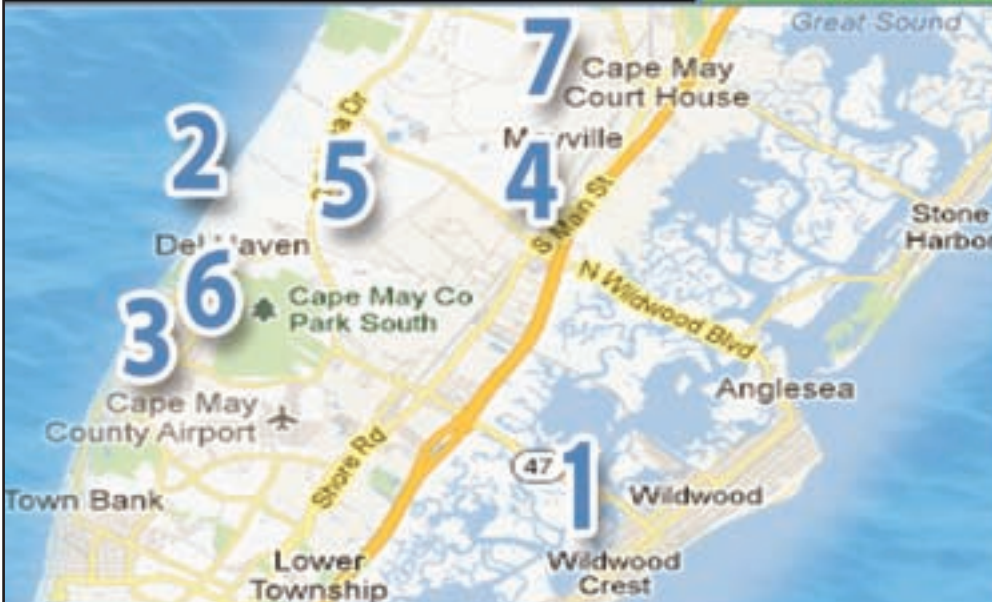 Great Sound
7
Cape May
Court House
2
5
4
S Main St
Stone
Harbor
6
N Wildwood Blvd
Cape May Co
Park South
3
Anglesea
Cape May
County Airport
Shore Rd
47
1
Wildwood
Town Bank
Lower
Township
Wildwood
Crest